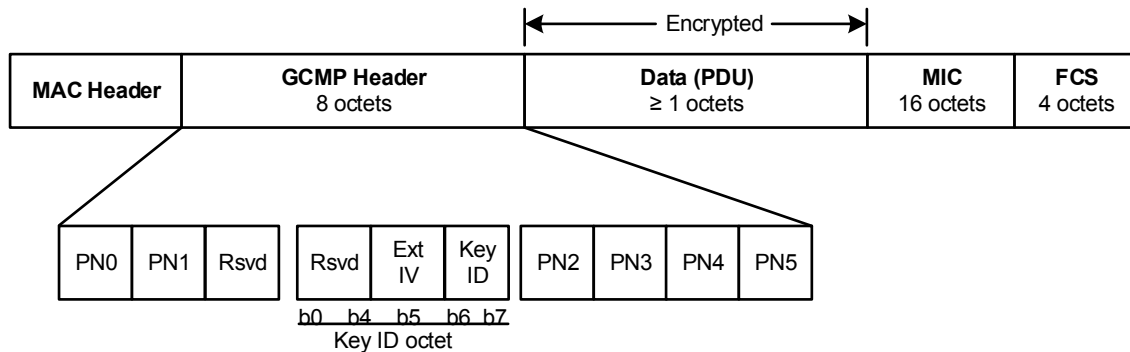 Encrypted
MAC Header
GCMP Header
8 octets
Data (PDU)
≥ 1 octets
MIC
16 octets
FCS
4 octets
PN0
PN1
Rsvd
Rsvd
Ext
IV
Key
ID
PN2
PN3
PN4
PN5
b0 b4 b5 b6 b7
Key ID octet